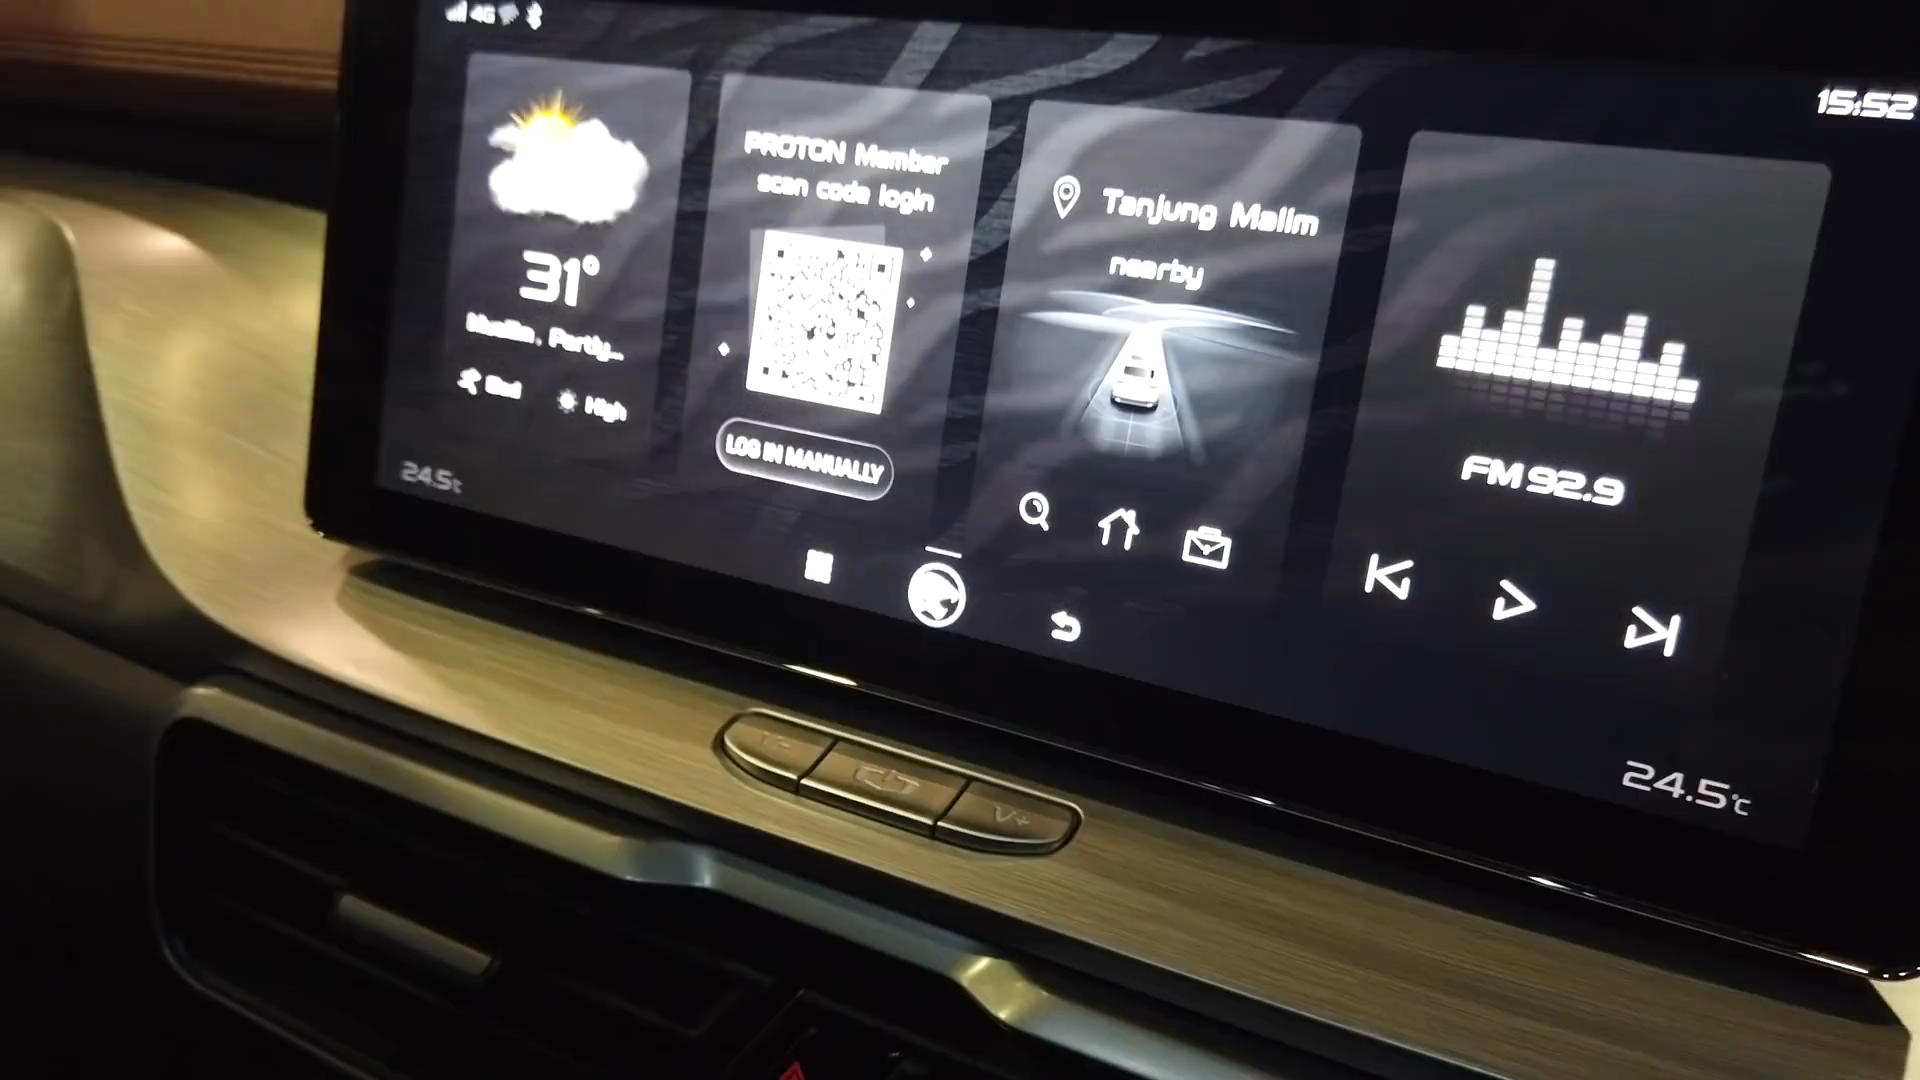 4G
15:52
31°
Partly...
High
24.5℃
PROTON Member
scan code login
LOG IN MANUALLY
Tanjung Malim
nearby
FM 92.9
24.5℃
V-
V+